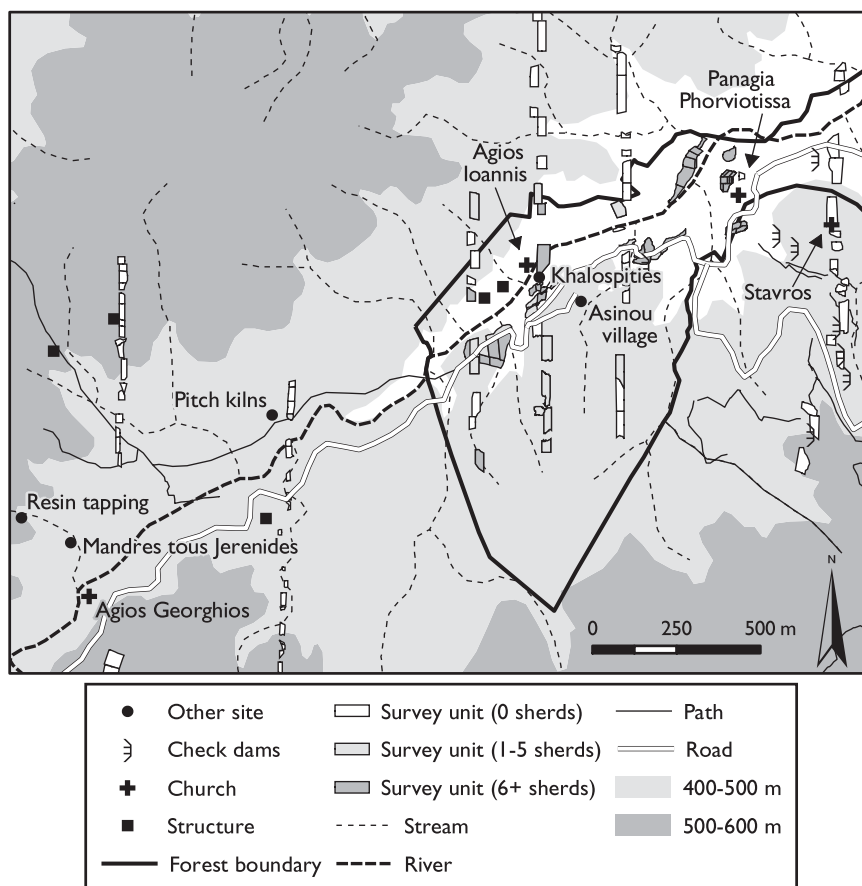 Panagia
Phorviotissa
Agios
Ioannis
Khalospities
Stavros
Asinou
village
Pitch kilns
Resin tapping
Mandres tous Jerenides
Agios Georghios
N
0 250 500 m
Other site
Survey unit (0 sherds)
Path
Check dams
Survey unit (1-5 sherds)
Road
Church
Survey unit (6+ sherds)
400-500 m
Structure
Stream
500-600 m
Forest boundary
River